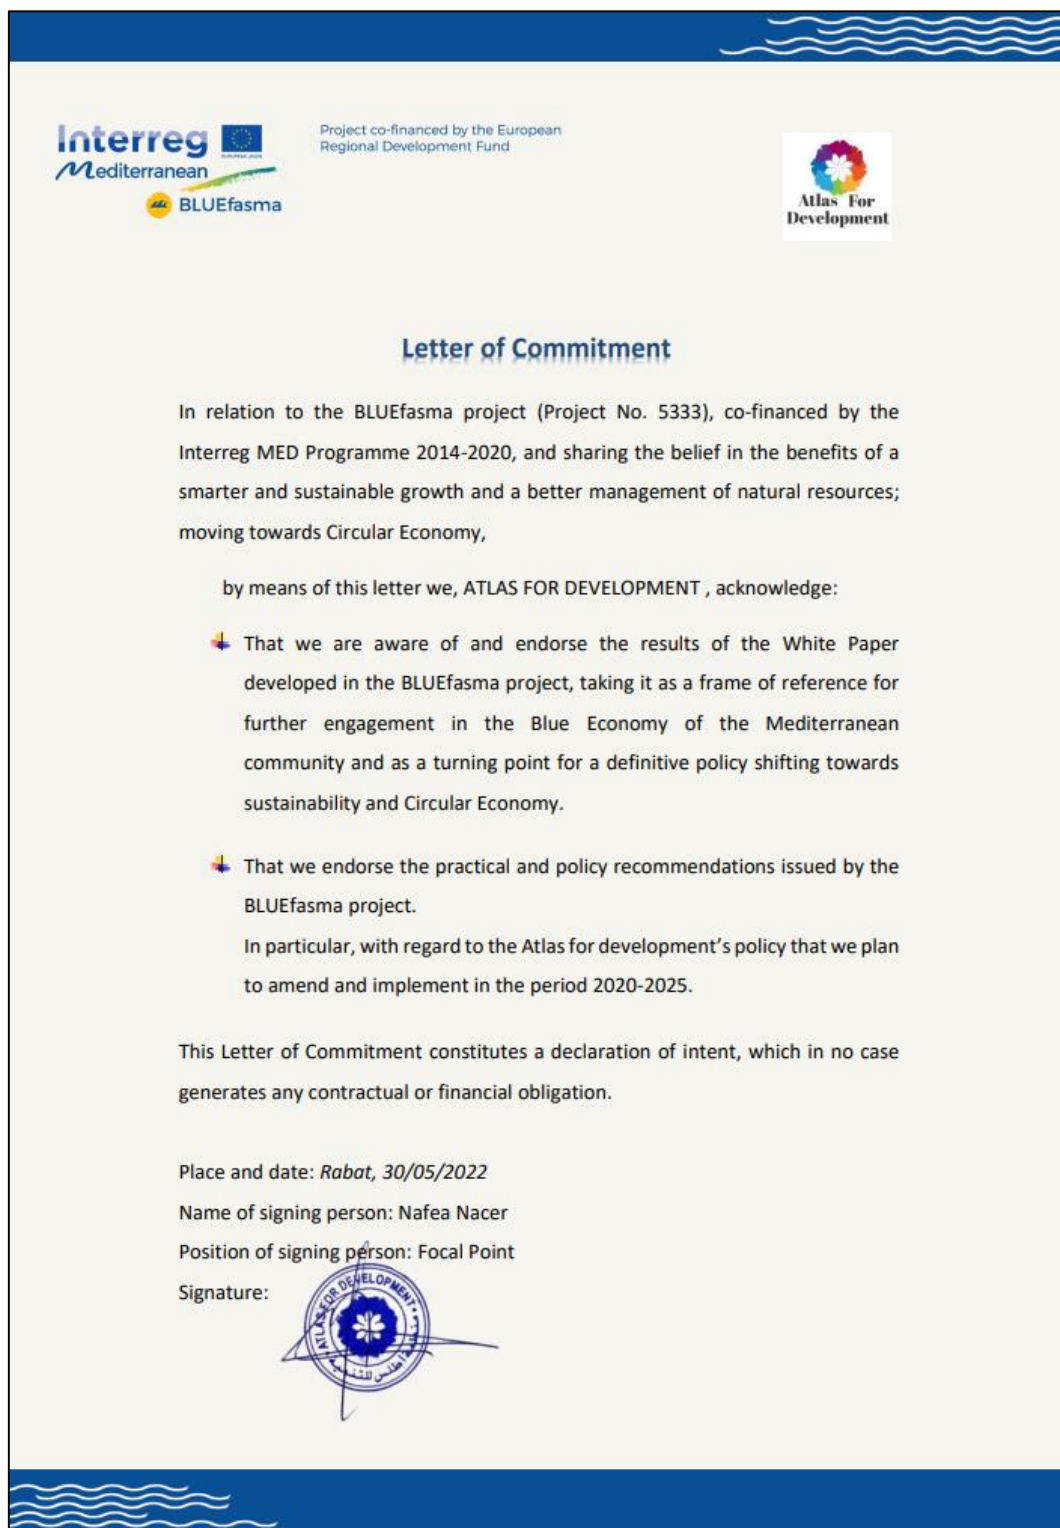 Interreg
EUROPEAN UNION
Mediterranean
BLUEfasma
Project co-financed by the European
Regional Development Fund
Atlas For
Development
Letter of Commitment
In relation to the BLUEfasma project (Project No. 5333), co-financed by the
Interreg MED Programme 2014-2020, and sharing the belief in the benefits of a
smarter and sustainable growth and a better management of natural resources;
moving towards Circular Economy,
by means of this letter we, ATLAS FOR DEVELOPMENT , acknowledge:
That we are aware of and endorse the results of the White Paper
developed in the BLUEfasma project, taking it as a frame of reference for
further engagement in the Blue Economy of the Mediterranean
community and as a turning point for a definitive policy shifting towards
sustainability and Circular Economy.
That we endorse the practical and policy recommendations issued by the
BLUEfasma project.
In particular, with regard to the Atlas for development's policy that we plan
to amend and implement in the period 2020-2025.
This Letter of Commitment constitutes a declaration of intent, which in no case
generates any contractual or financial obligation.
Place and date: Rabat, 30/05/2022
Name of signing person: Nafea Nacer
Position of signing person: Focal Point
Signature:
ATLAS FOR DEVELOPMENT
أطلس للتنمية